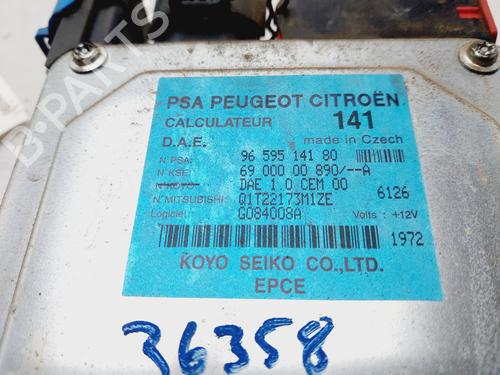 PSA PEUGEOT CITROËN
CALCULATEUR 141
D.A.E. made in Czech
N PSA: 96 595 141 80
N KSE: 69 000 00 890/--A
N KOYO: DAE 1.0 CEM 00
N MITSUBISHI: Q1T22173M1ZE 6126
Logiciel: G084008A Volts : +12V
1972
KOYO SEIKO CO.,LTD.
EPCE
36358
B-PARTS